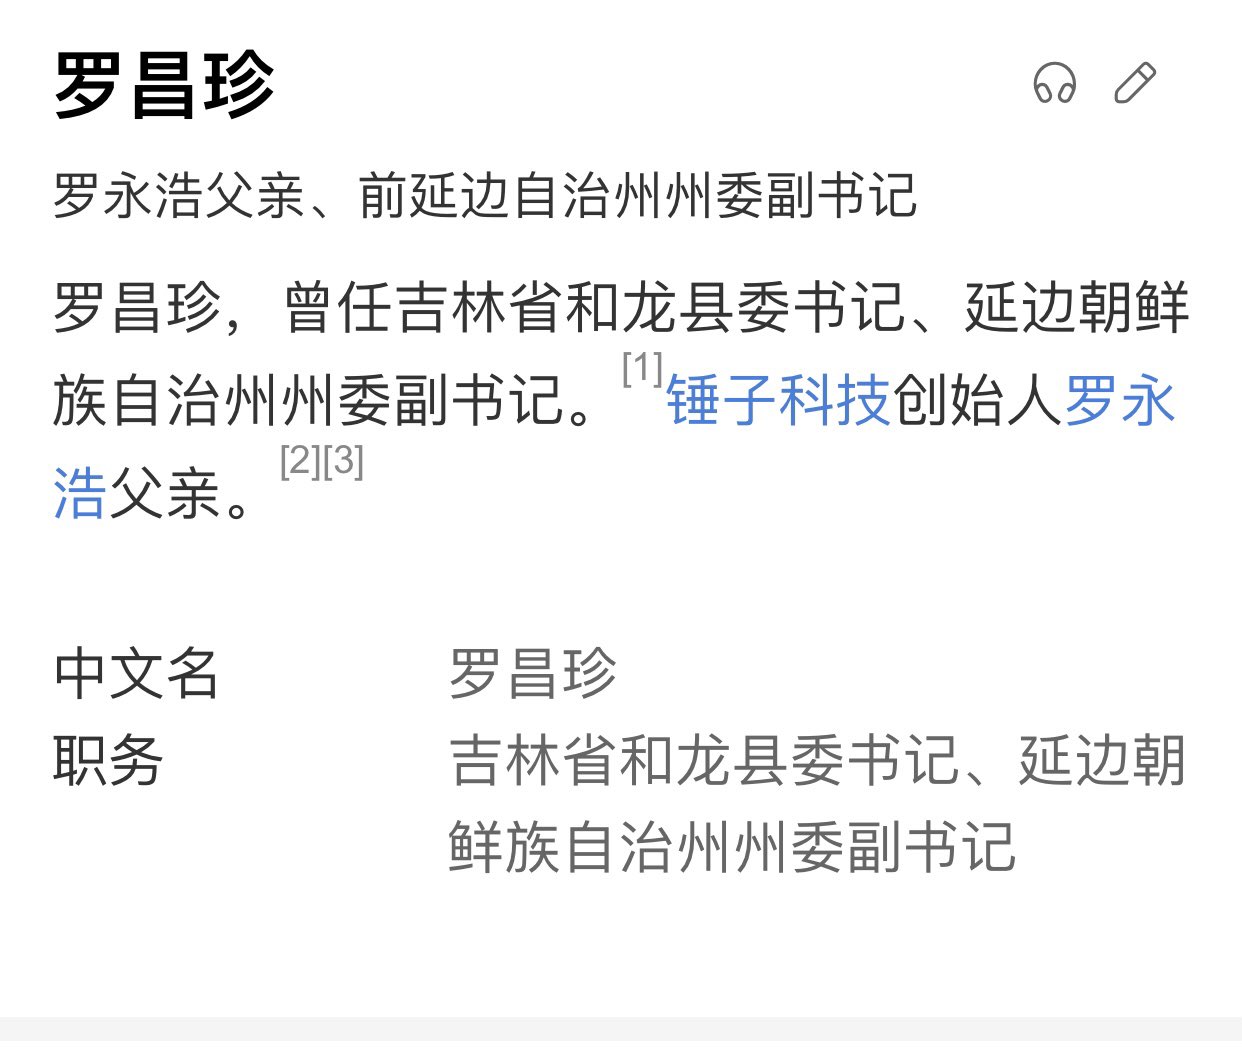 罗昌珍
罗永浩父亲、前延边自治州州委副书记
罗昌珍，曾任吉林省和龙县委书记、延边朝鲜
族自治州州委副书记。[1]锤子科技创始人罗永
浩父亲。[2][3]
中文名 罗昌珍
职务 吉林省和龙县委书记、延边朝
鲜族自治州州委副书记